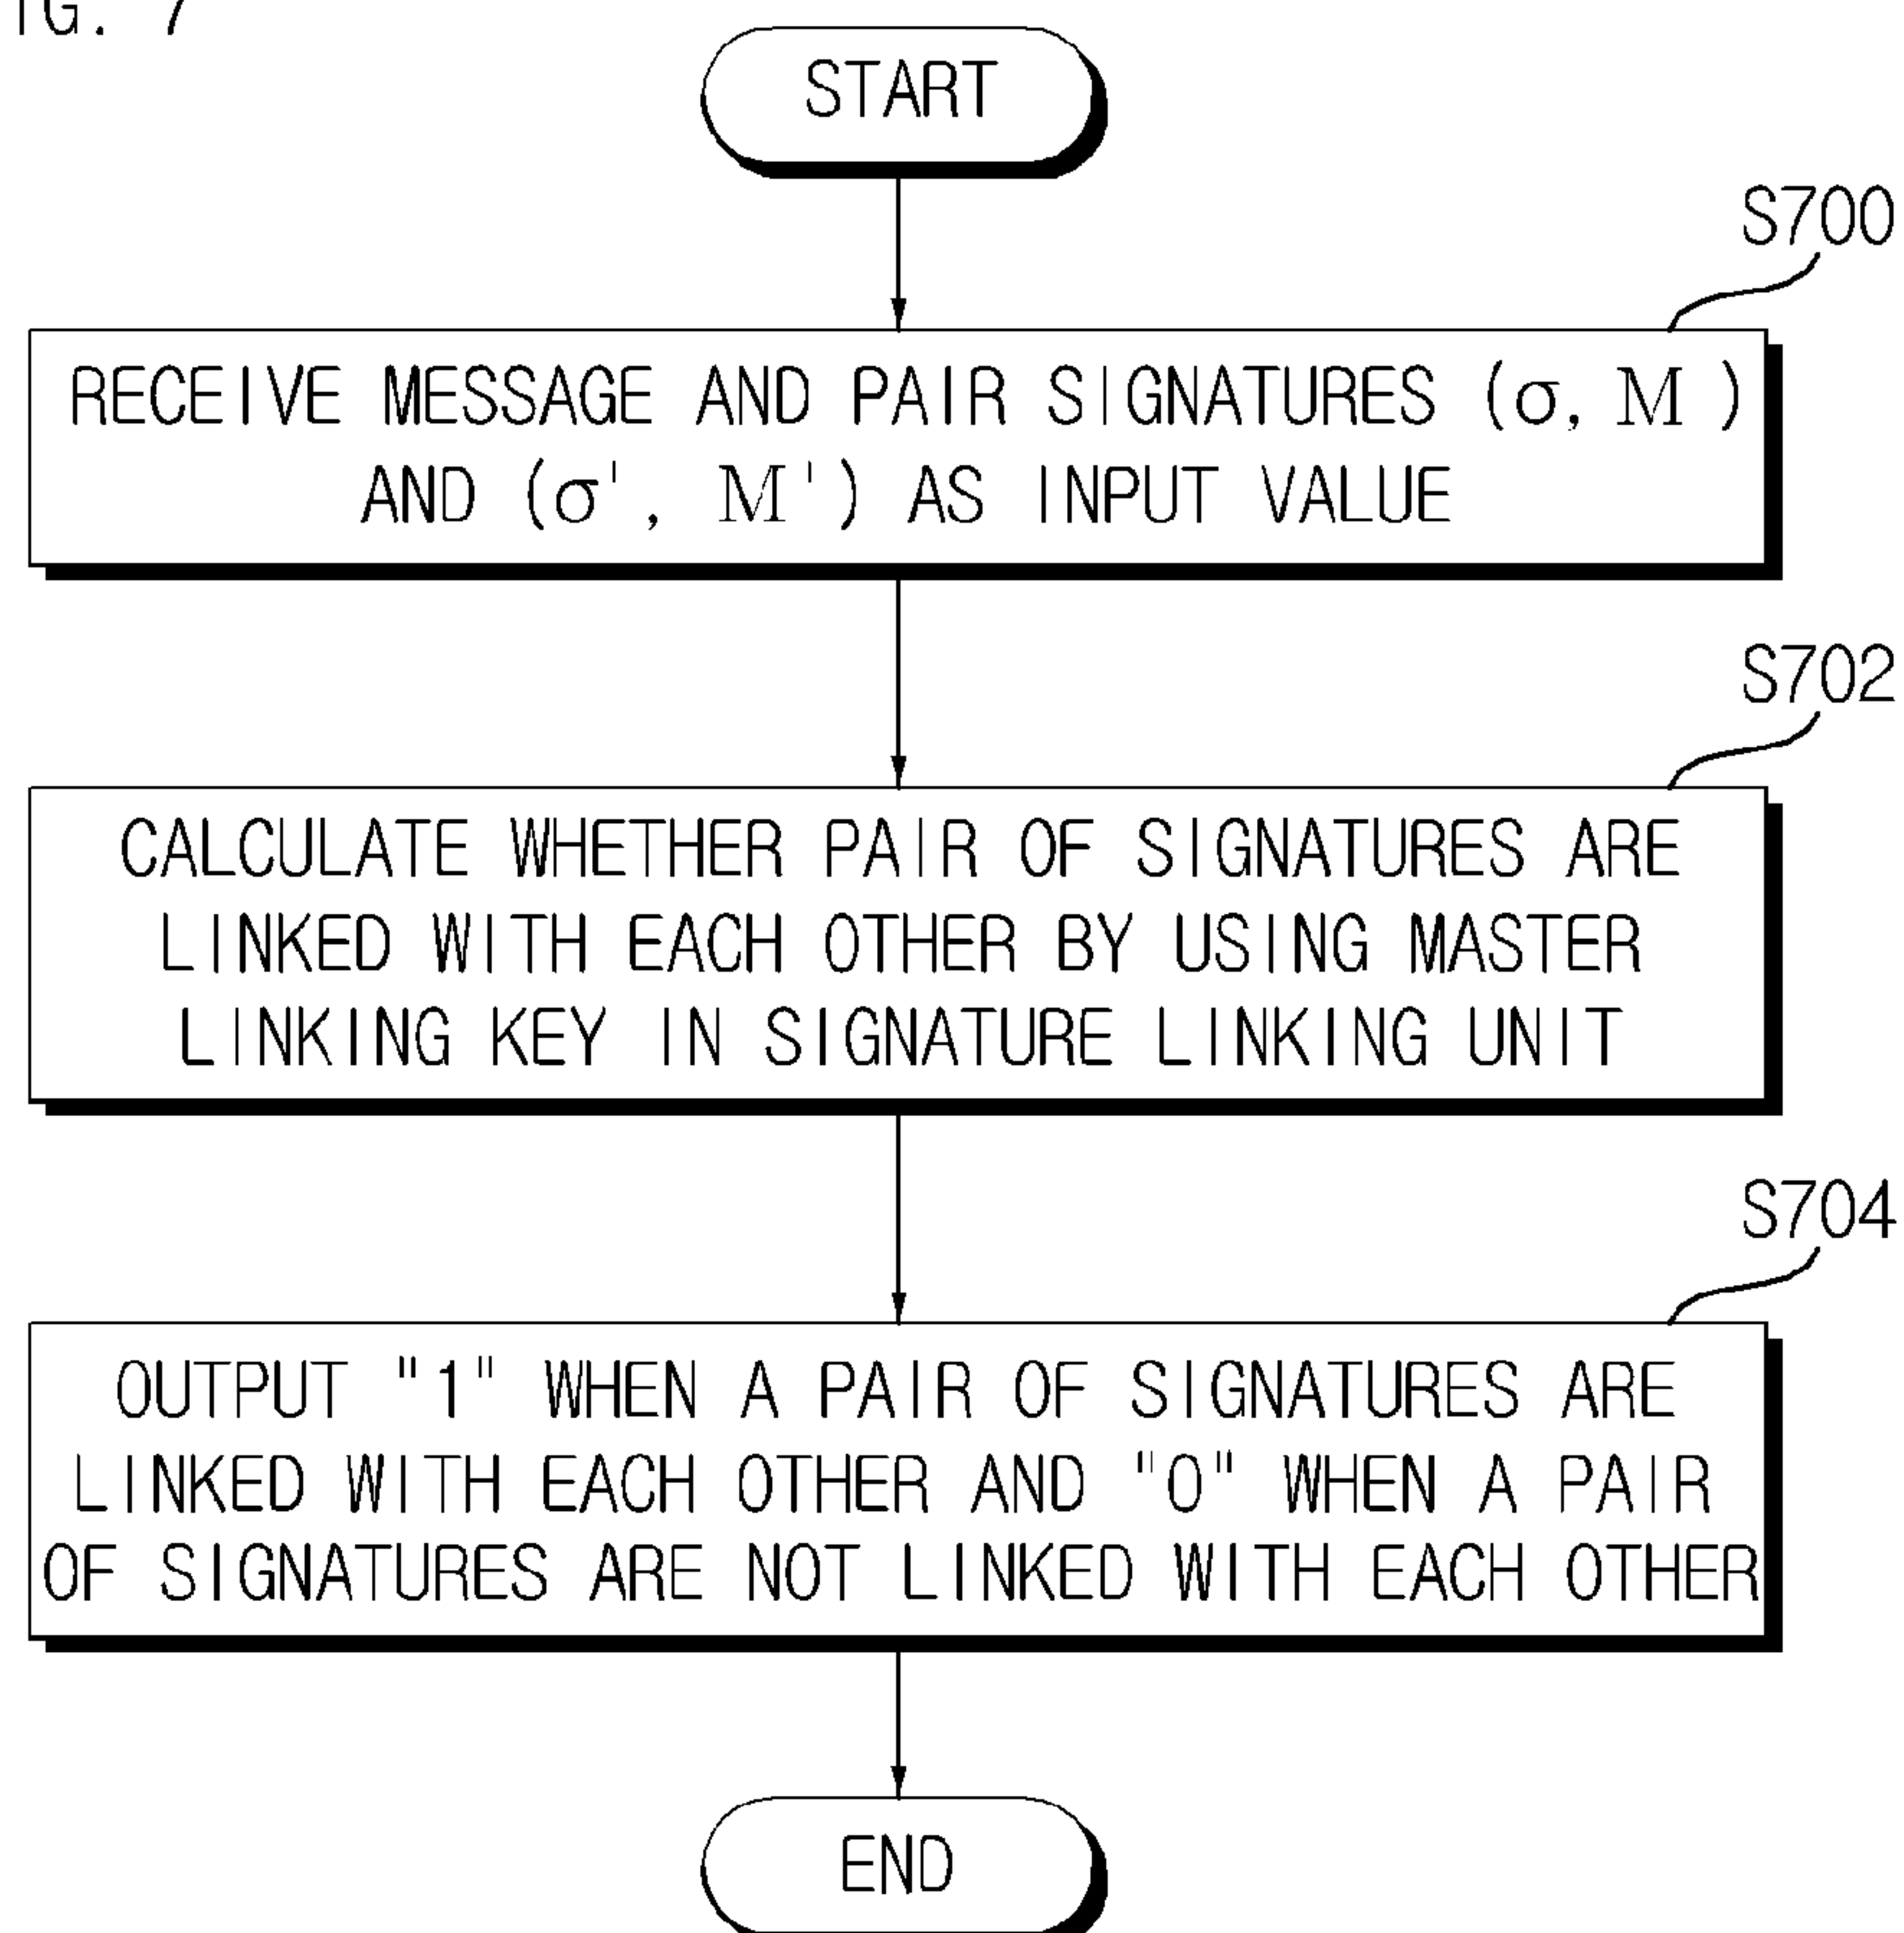 IG. 7
START
S700
RECEIVE MESSAGE AND PAIR SIGNATURES (σ, M )
AND (σ', M') AS INPUT VALUE
S702
CALCULATE WHETHER PAIR OF SIGNATURES ARE
LINKED WITH EACH OTHER BY USING MASTER
LINKING KEY IN SIGNATURE LINKING UNIT
S704
OUTPUT "1" WHEN A PAIR OF SIGNATURES ARE
LINKED WITH EACH OTHER AND "0" WHEN A PAIR
OF SIGNATURES ARE NOT LINKED WITH EACH OTHER
END